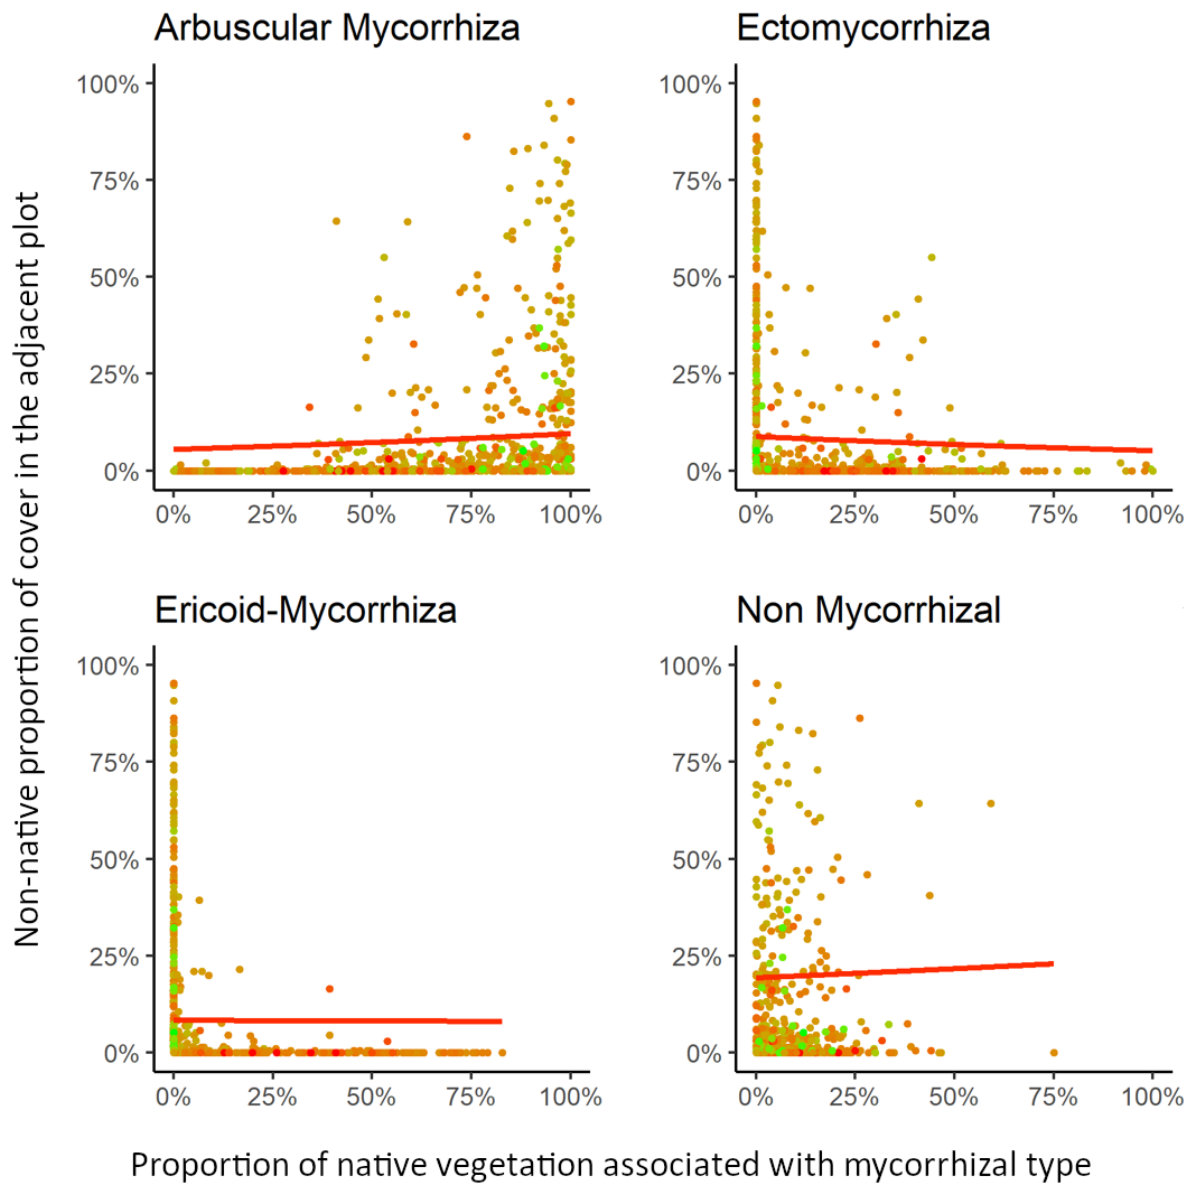 Arbuscular Mycorrhiza
Ectomycorrhiza
Non-native proportion of cover in the adjacent plot
100%
75%
50%
25%
0%
0% 25% 50% 75% 100%
100%
75%
50%
25%
0%
0% 25% 50% 75% 100%
Ericoid-Mycorrhiza
Non Mycorrhizal
100%
75%
50%
25%
0%
0% 25% 50% 75% 100%
100%
75%
50%
25%
0%
0% 25% 50% 75% 100%
Proportion of native vegetation associated with mycorrhizal type